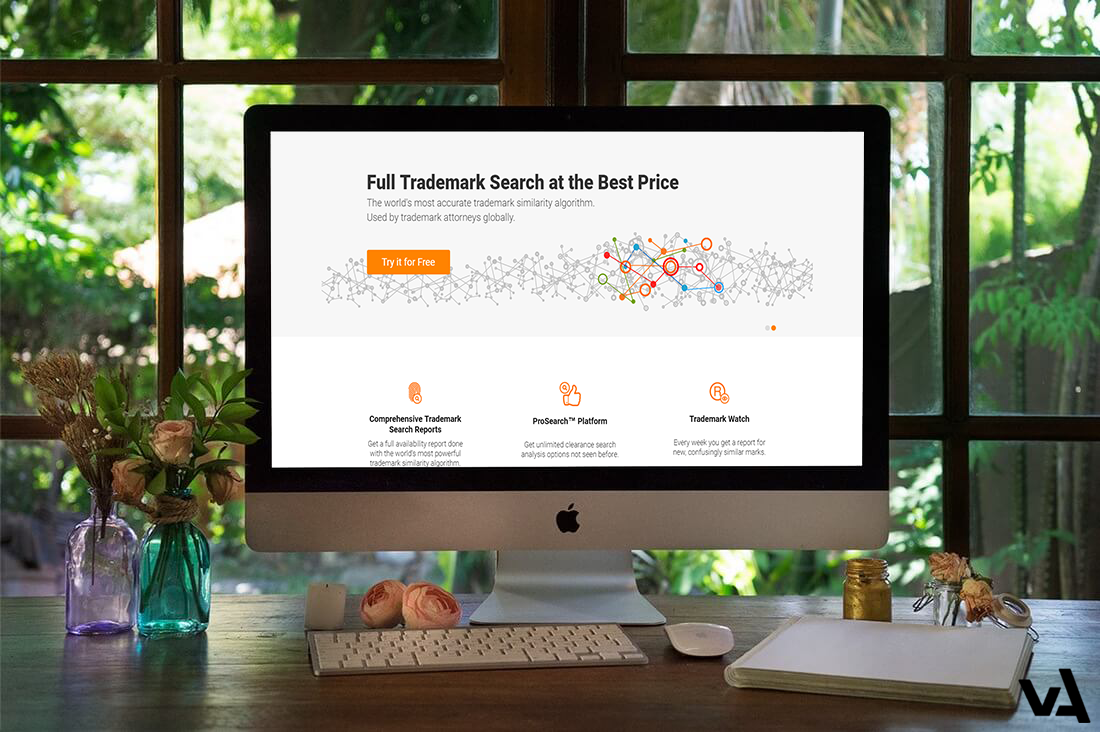 Full Trademark Search at the Best Price
The world's most accurate trademark similarity algorithm.
Used by trademark attorneys globally.
Try it for Free
Comprehensive Trademark
Search Reports
Get a full availability report done
with the world's most powerful
trademark similarity algorithm.
ProSearch™ Platform
Get unlimited clearance search
analysis options not seen before.
R
Trademark Watch
Every week you get a report for
new, confusingly similar marks.
VA